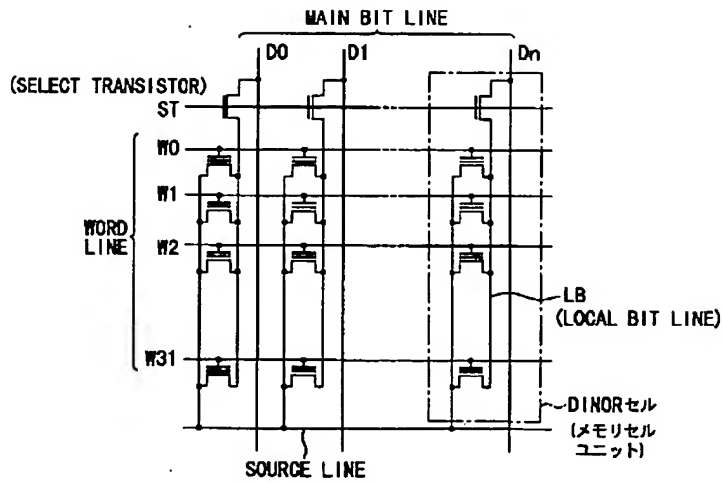 MAIN BIT LINE
D0 D1 Dn
(SELECT TRANSISTOR)
ST
W0
W1
WORD
LINE
W2
LB
(LOCAL BIT LINE)
W31
DINORセル
(メモリセル
ユニット)
SOURCE LINE